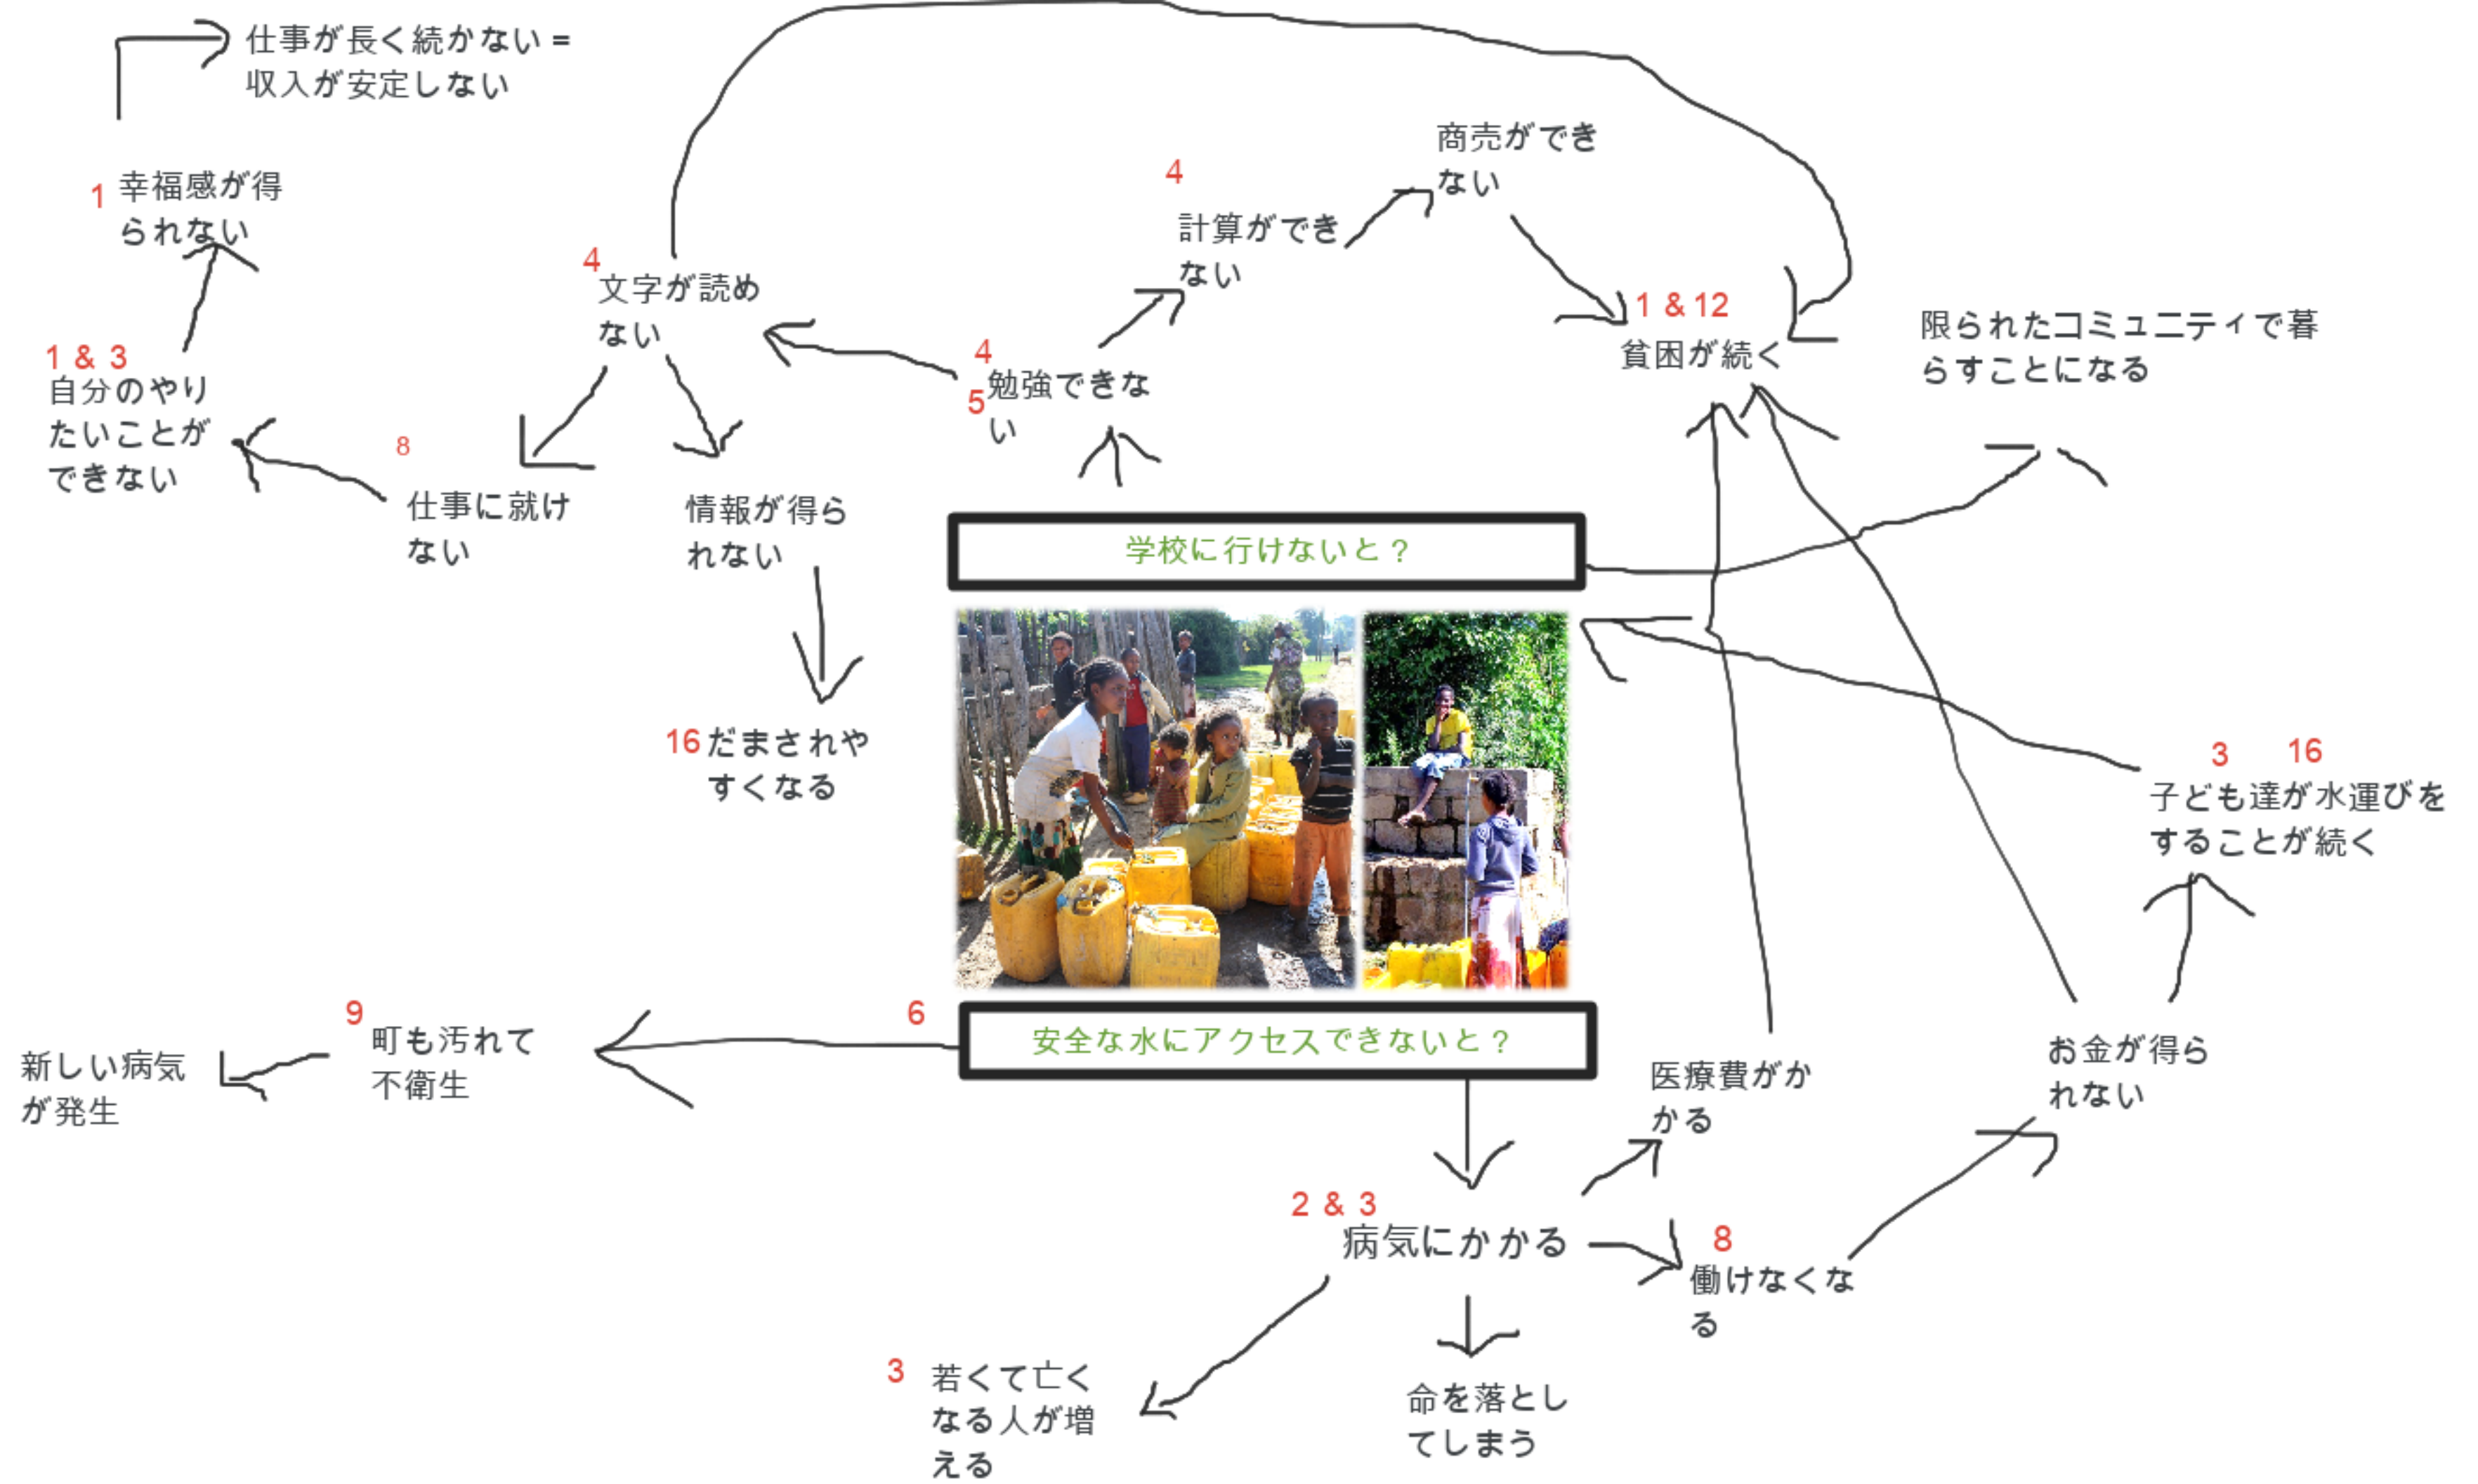 仕事が長く続かない =
収入が安定しない
1
幸福感が得
られない
1 & 3
自分のやり
たいことが
できない
8
仕事に就け
ない
4
文字が読め
ない
情報が得ら
れない
16
だまされや
すくなる
4
5
勉強できな
い
4
計算ができ
ない
商売ができ
ない
1 & 12
貧困が続く
限られたコミュニティで暮
らすことになる
学校に行けないと？
3 16
子ども達が水運びを
することが続く
6
安全な水にアクセスできないと？
9
町も汚れて
不衛生
新しい病気
が発生
医療費がか
かる
お金が得ら
れない
2 & 3
病気にかかる
8
働けなくな
る
3
若くて亡く
なる人が増
える
命を落とし
てしまう